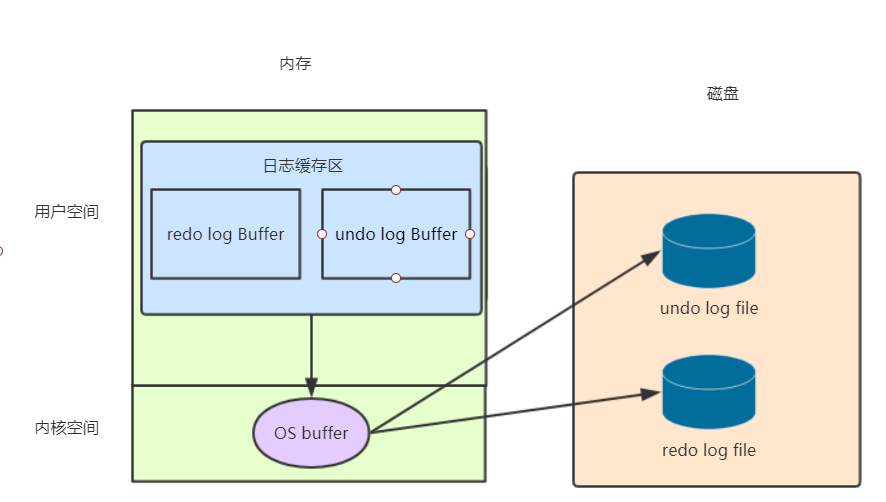 内存
磁盘
日志缓存区
用户空间
redo log Buffer
undo log Buffer
undo log file
内核空间
OS buffer
redo log file